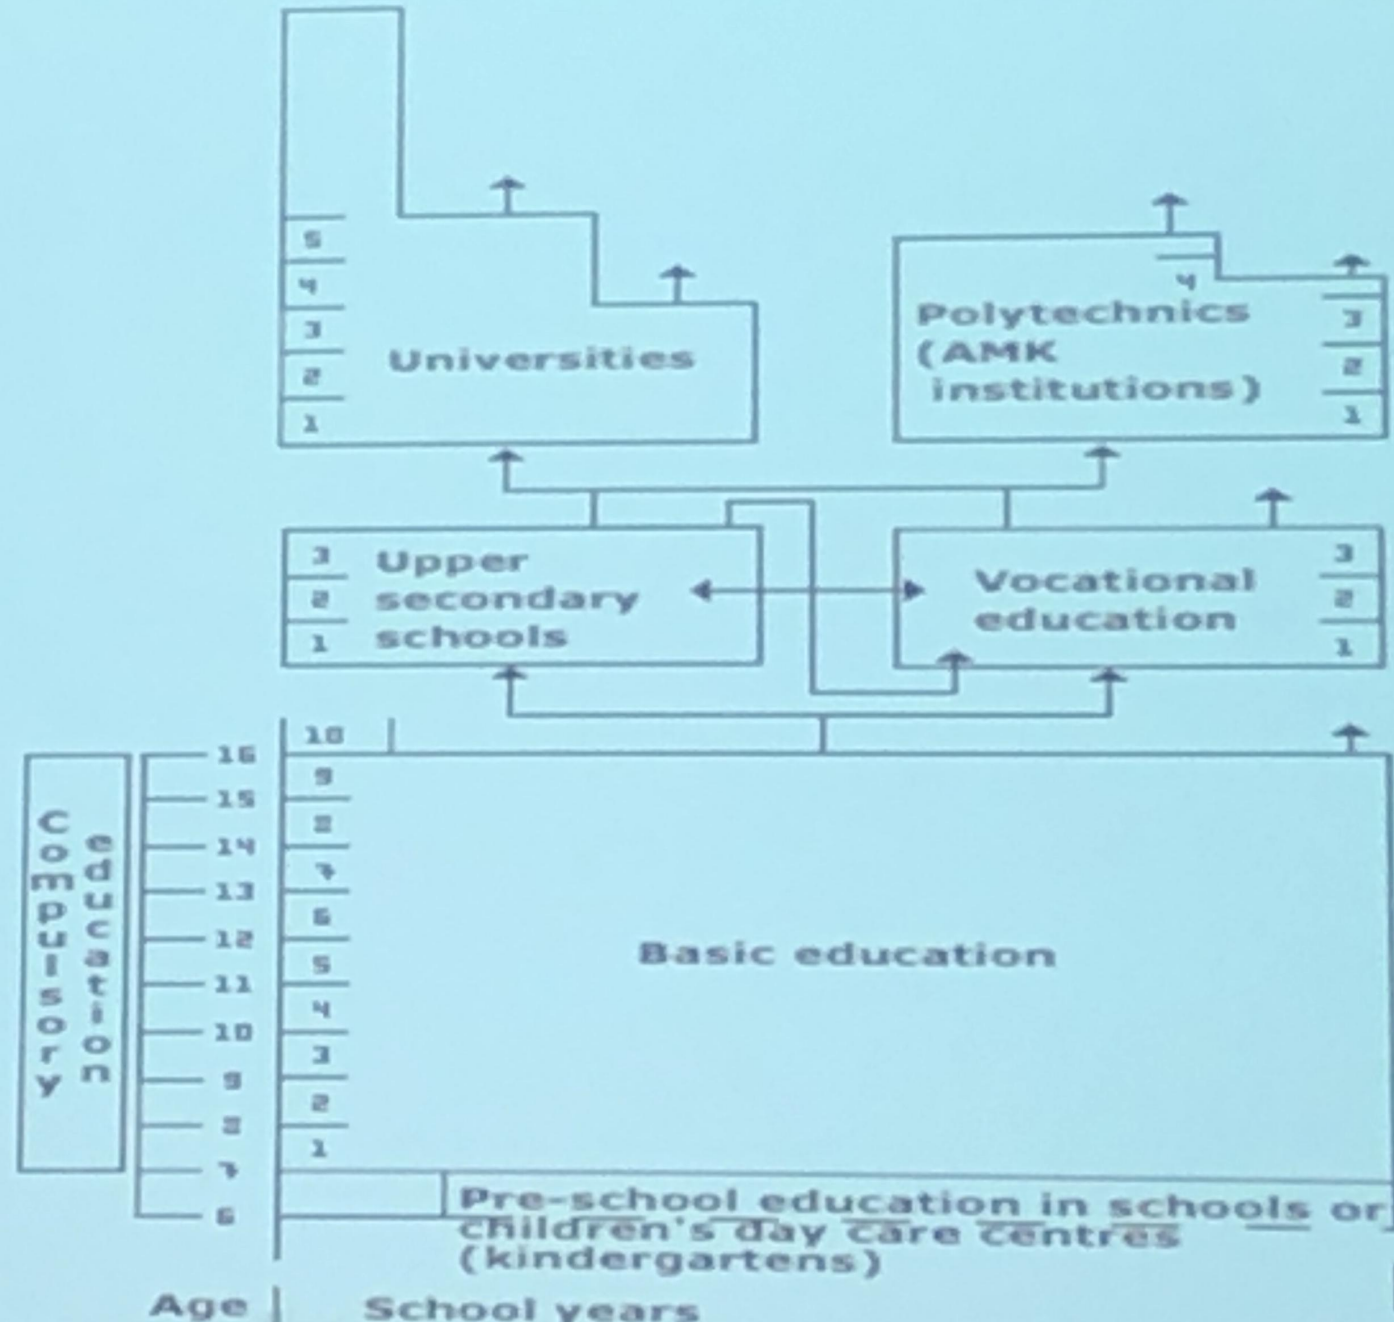 5
4
3
2
1
Universities
4
Polytechnics
(AMK
institutions)
3
2
1
3
2
1
Upper
secondary
schools
Vocational
education
3
2
1
10
9
8
7
6
5
4
3
2
1
16
15
14
13
12
11
10
9
8
7
6
Compulsory
education
Basic education
Pre-school education in schools or
children's day care centres
(kindergartens)
Age
School years